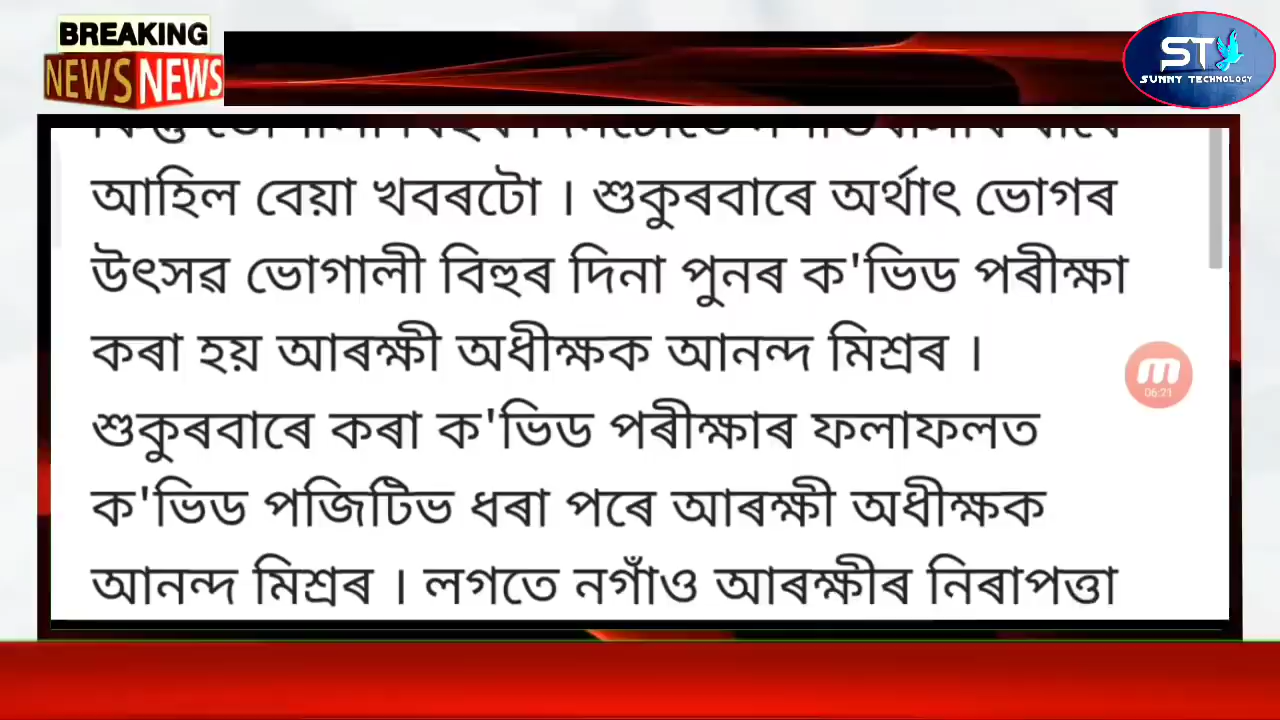 BREAKING
NEWS NEWS
ST
SUNNY TECHNOLOGY
আহিল বেয়া খবৰটো । শুকুৰবাৰে অৰ্থাৎ ভোগৰ
উৎসৱ ভোগালী বিহুৰ দিনা পুনৰ ক'ভিড পৰীক্ষা
কৰা হয় আৰক্ষী অধীক্ষক আনন্দ মিশ্ৰৰ ।
06:21
শুকুৰবাৰে কৰা ক'ভিড পৰীক্ষাৰ ফলাফলত
ক'ভিড পজিটিভ ধৰা পৰে আৰক্ষী অধীক্ষক
আনন্দ মিশ্ৰৰ । লগতে নগাঁও আৰক্ষীৰ নিৰাপত্তা